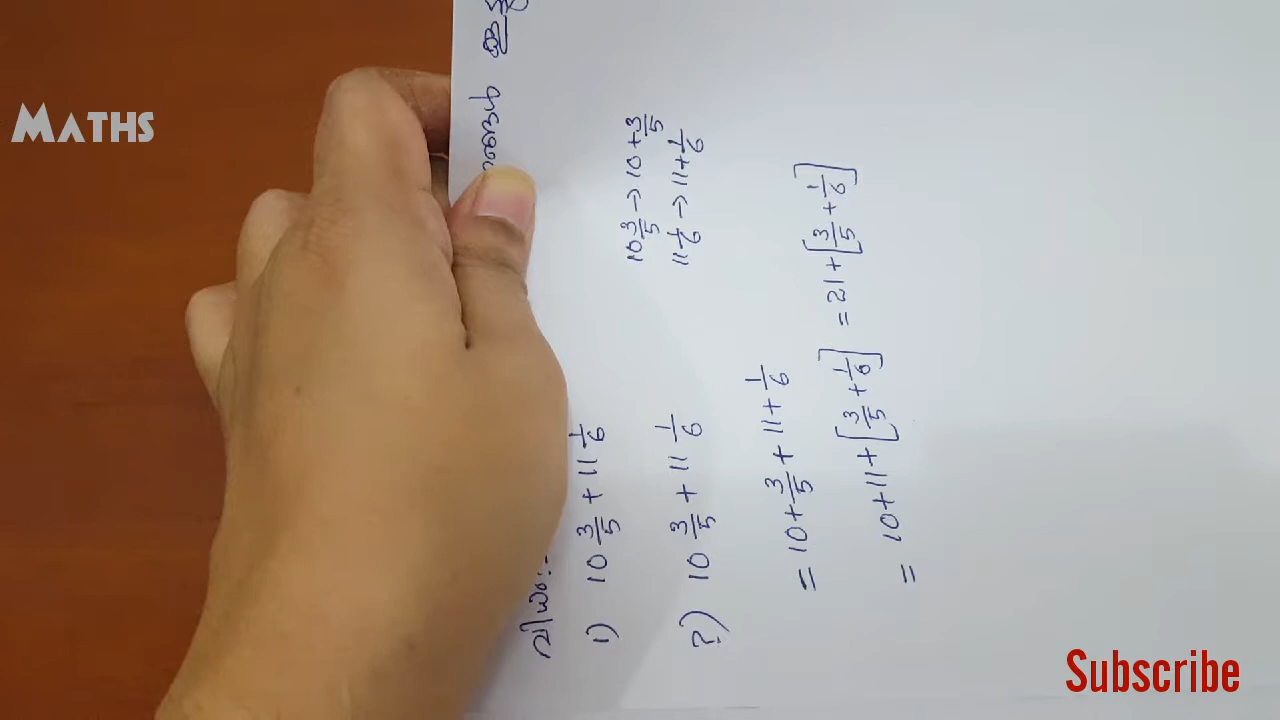 MATHS
വിധം:-
1) 10 3/5 + 11 1/6
10 3/5 → 10 + 3/5
11 1/6 → 11 + 1/6
?) 10 3/5 + 11 1/6
= 10 + 3/5 + 11 + 1/6
= 10 + 11 + [3/5 + 1/6] = 21 + [3/5 + 1/6]
Subscribe